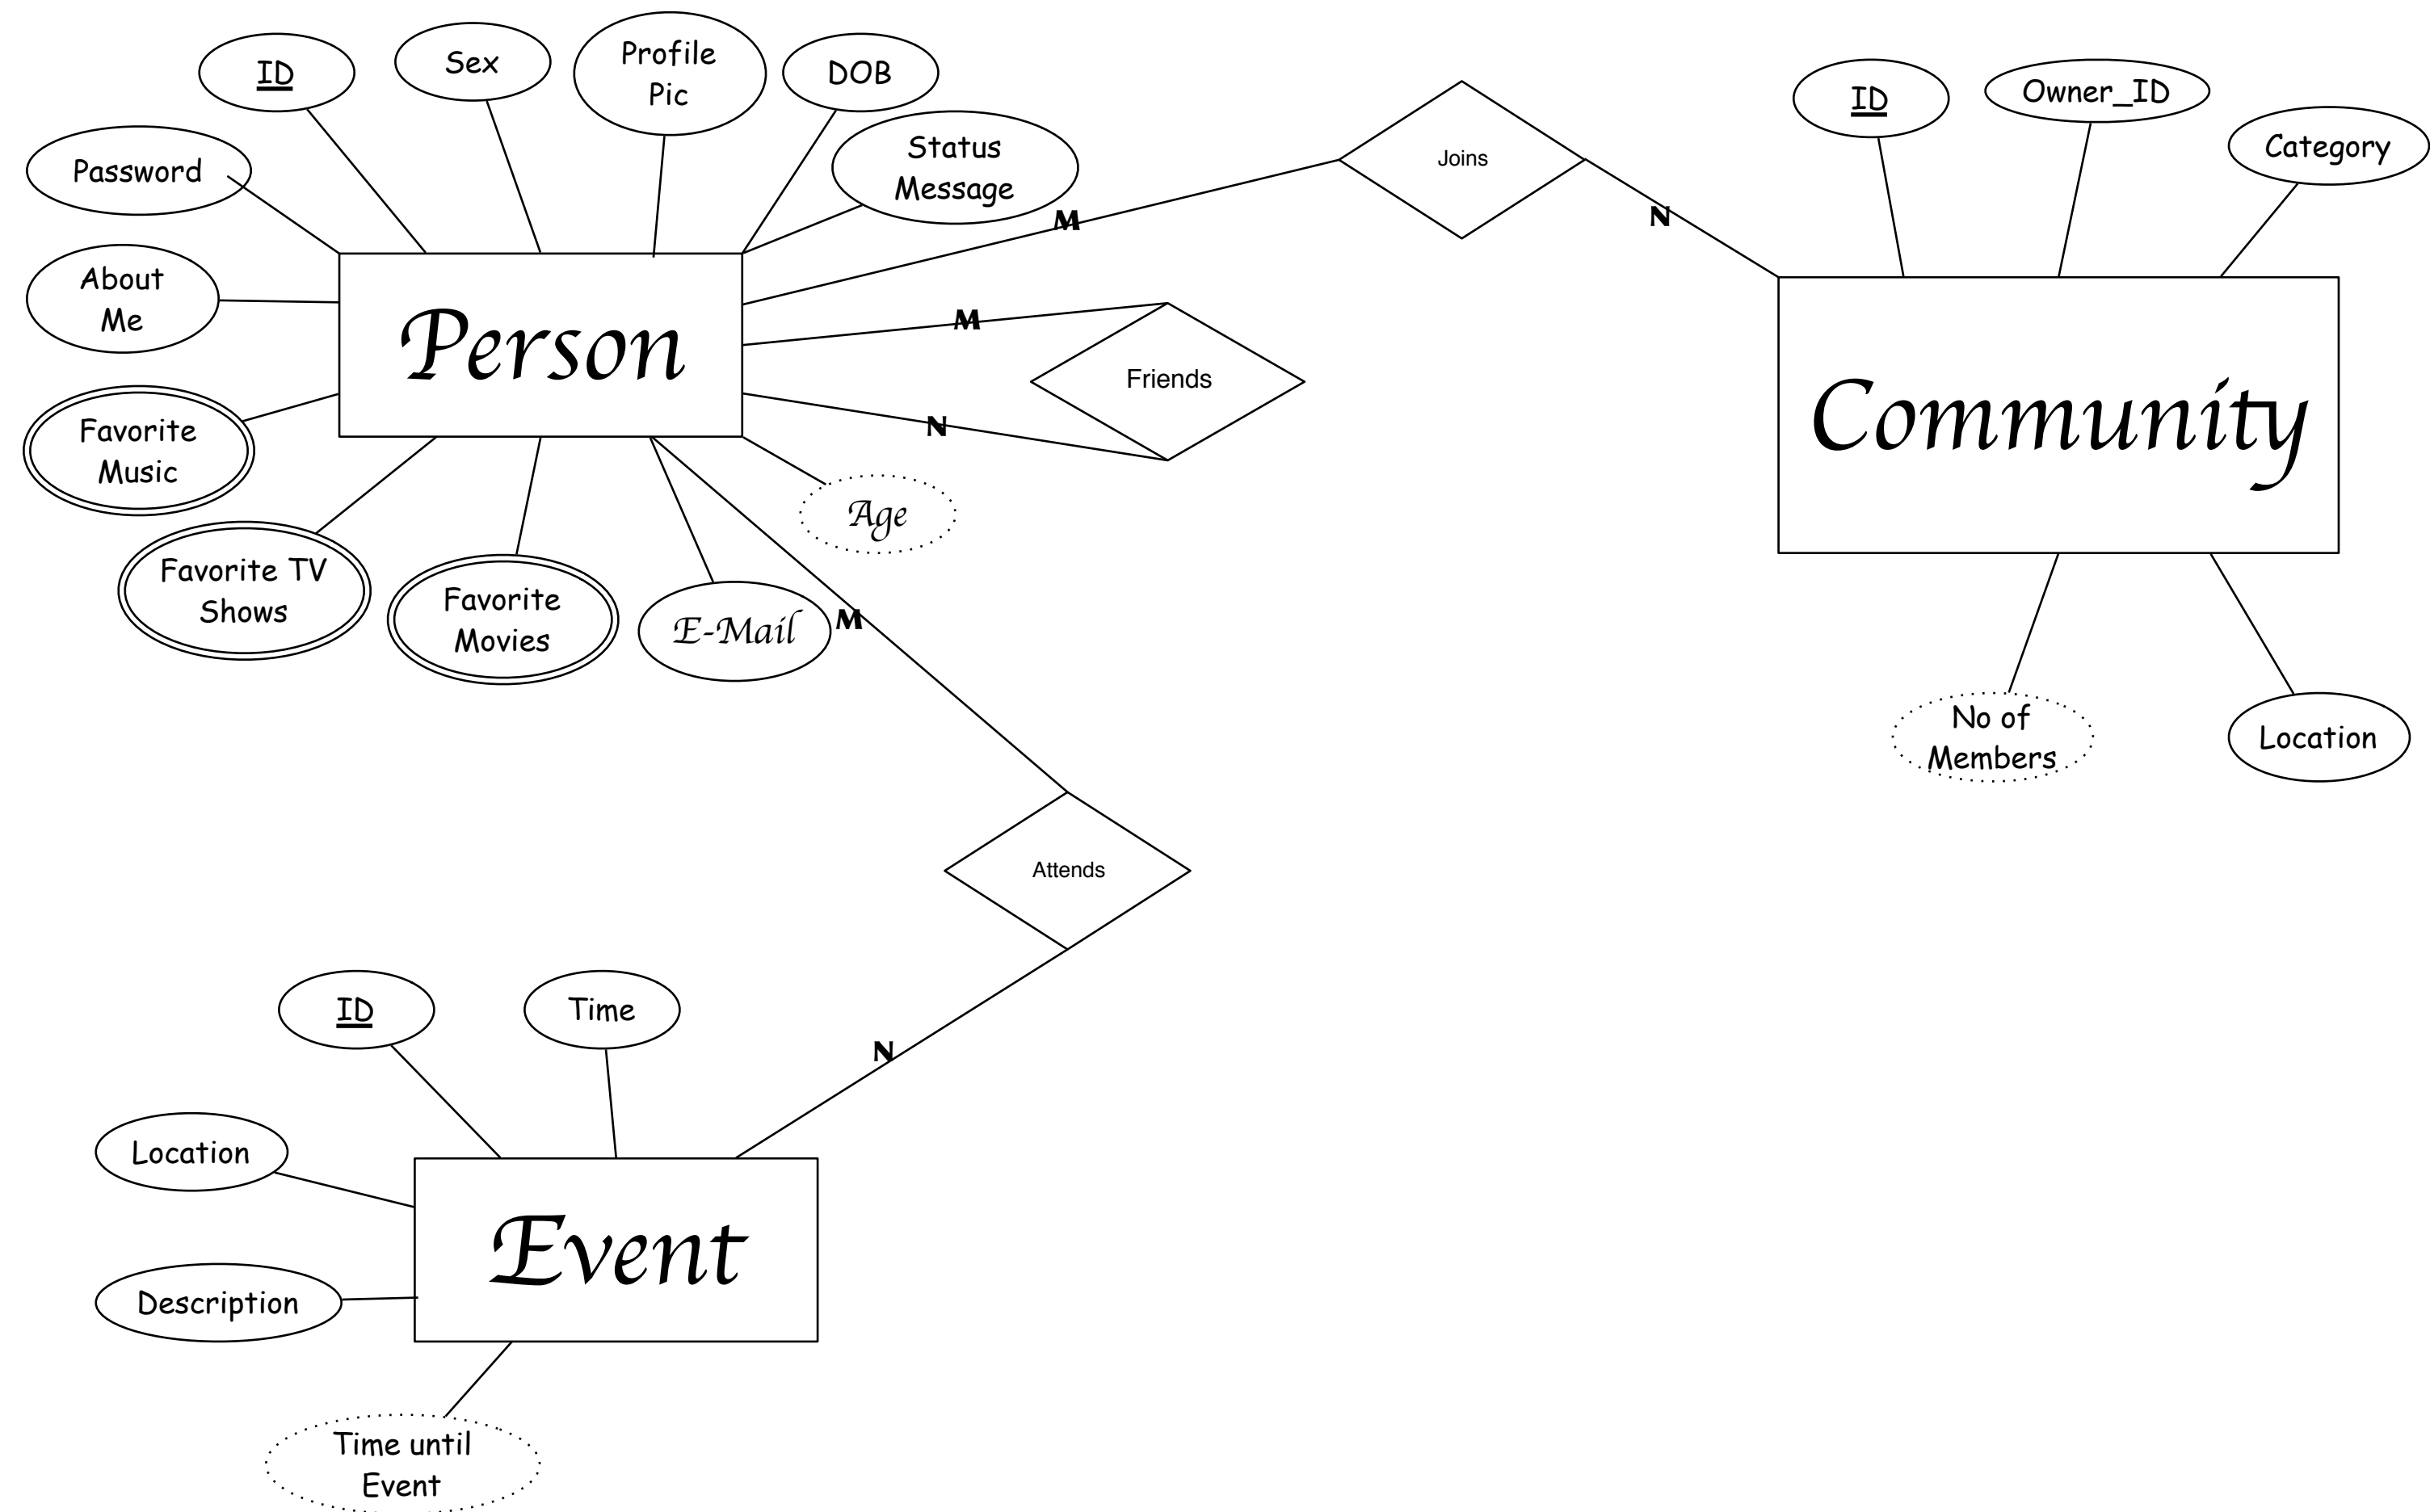 ID
Sex
Profile
Pic
DOB
Status
Message
Password
About
Me
Person
Favorite
Music
Favorite TV
Shows
Favorite
Movies
E-Mail
Age
M
Joins
N
M
Friends
N
ID
Owner_ID
Category
Community
No of
Members
Location
M
Attends
N
ID
Time
Location
Event
Description
Time until
Event